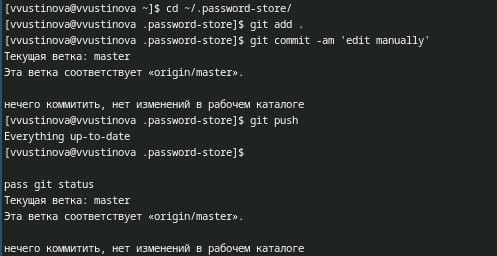 [vvustinova@vvustinova ~]$ cd ~/.password-store/
[vvustinova@vvustinova .password-store]$ git add .
[vvustinova@vvustinova .password-store]$ git commit -am 'edit manually'
Текущая ветка: master
Эта ветка соответствует «origin/master».
нечего коммитить, нет изменений в рабочем каталоге
[vvustinova@vvustinova .password-store]$ git push
Everything up-to-date
[vvustinova@vvustinova .password-store]$
pass git status
Текущая ветка: master
Эта ветка соответствует «origin/master».
нечего коммитить, нет изменений в рабочем каталоге